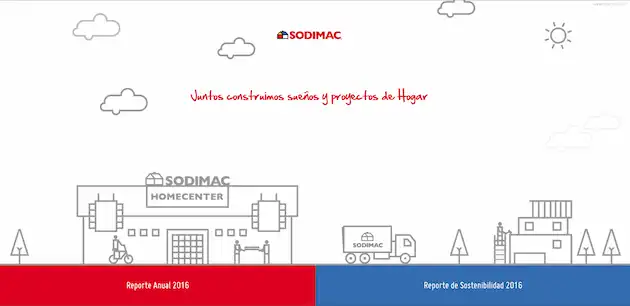 SODIMAC
Juntos construimos sueños y proyectos de Hogar
SODIMAC
HOMECENTER
SODIMAC
Reporte Anual 2016
Reporte de Sostenibilidad 2016